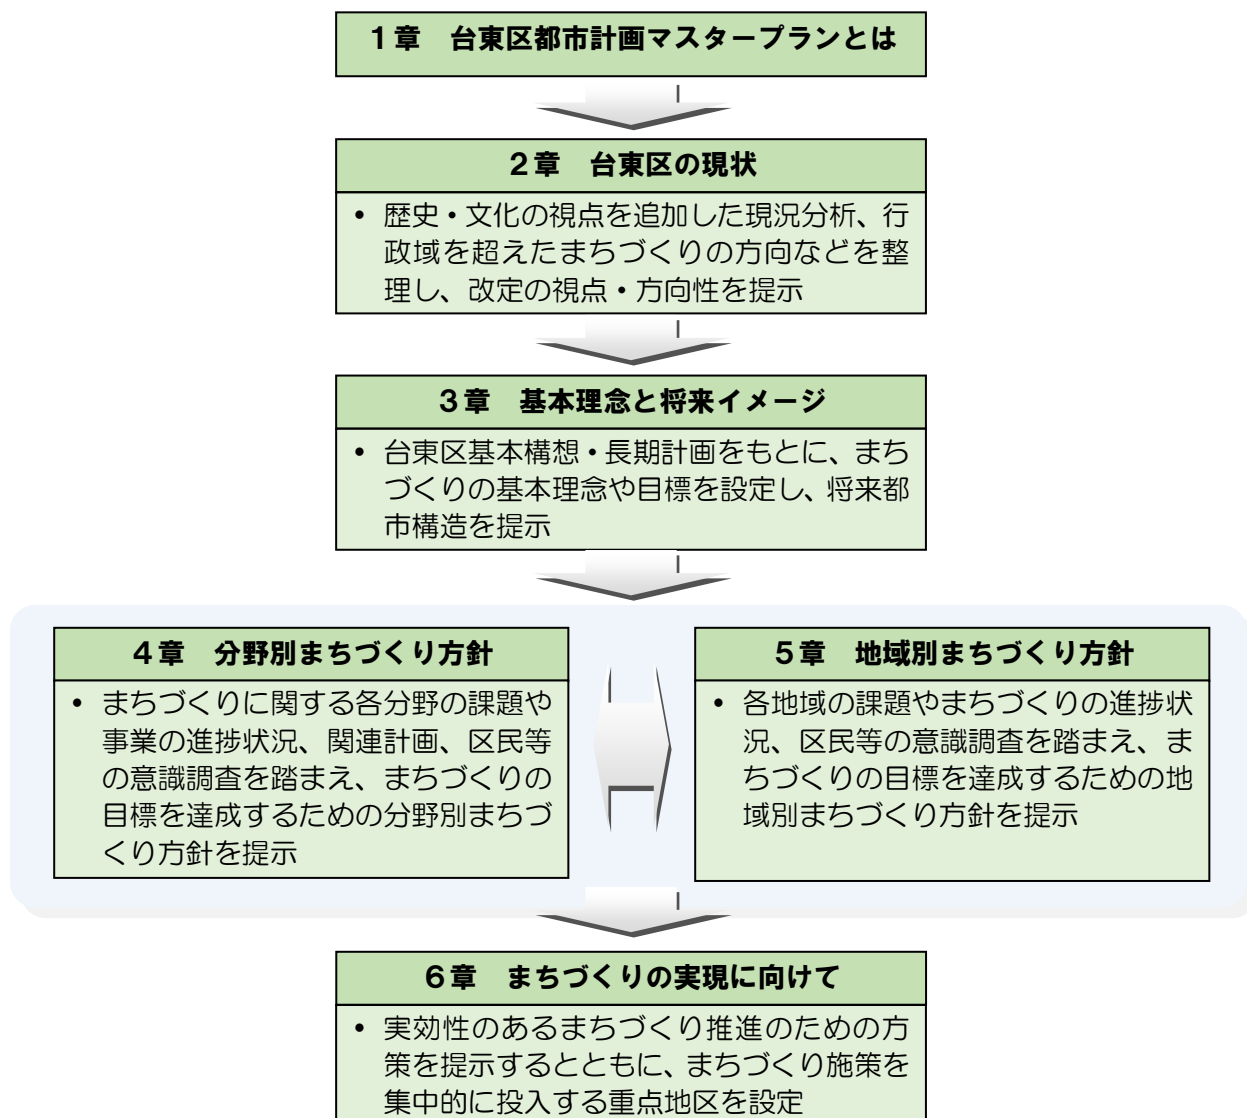 1章　台東区都市計画マスタープランとは
2章　台東区の現状
• 歴史・文化の視点を追加した現況分析、行
政域を超えたまちづくりの方向などを整
理し、改定の視点・方向性を提示
3章　基本理念と将来イメージ
• 台東区基本構想・長期計画をもとに、まち
づくりの基本理念や目標を設定し、将来都
市構造を提示
4章　分野別まちづくり方針
• まちづくりに関する各分野の課題や
事業の進捗状況、関連計画、区民等
の意識調査を踏まえ、まちづくりの
目標を達成するための分野別まちづ
くり方針を提示
5章　地域別まちづくり方針
• 各地域の課題やまちづくりの進捗状
況、区民等の意識調査を踏まえ、ま
ちづくりの目標を達成するための地
域別まちづくり方針を提示
6章　まちづくりの実現に向けて
• 実効性のあるまちづくり推進のための方
策を提示するとともに、まちづくり施策を
集中的に投入する重点地区を設定